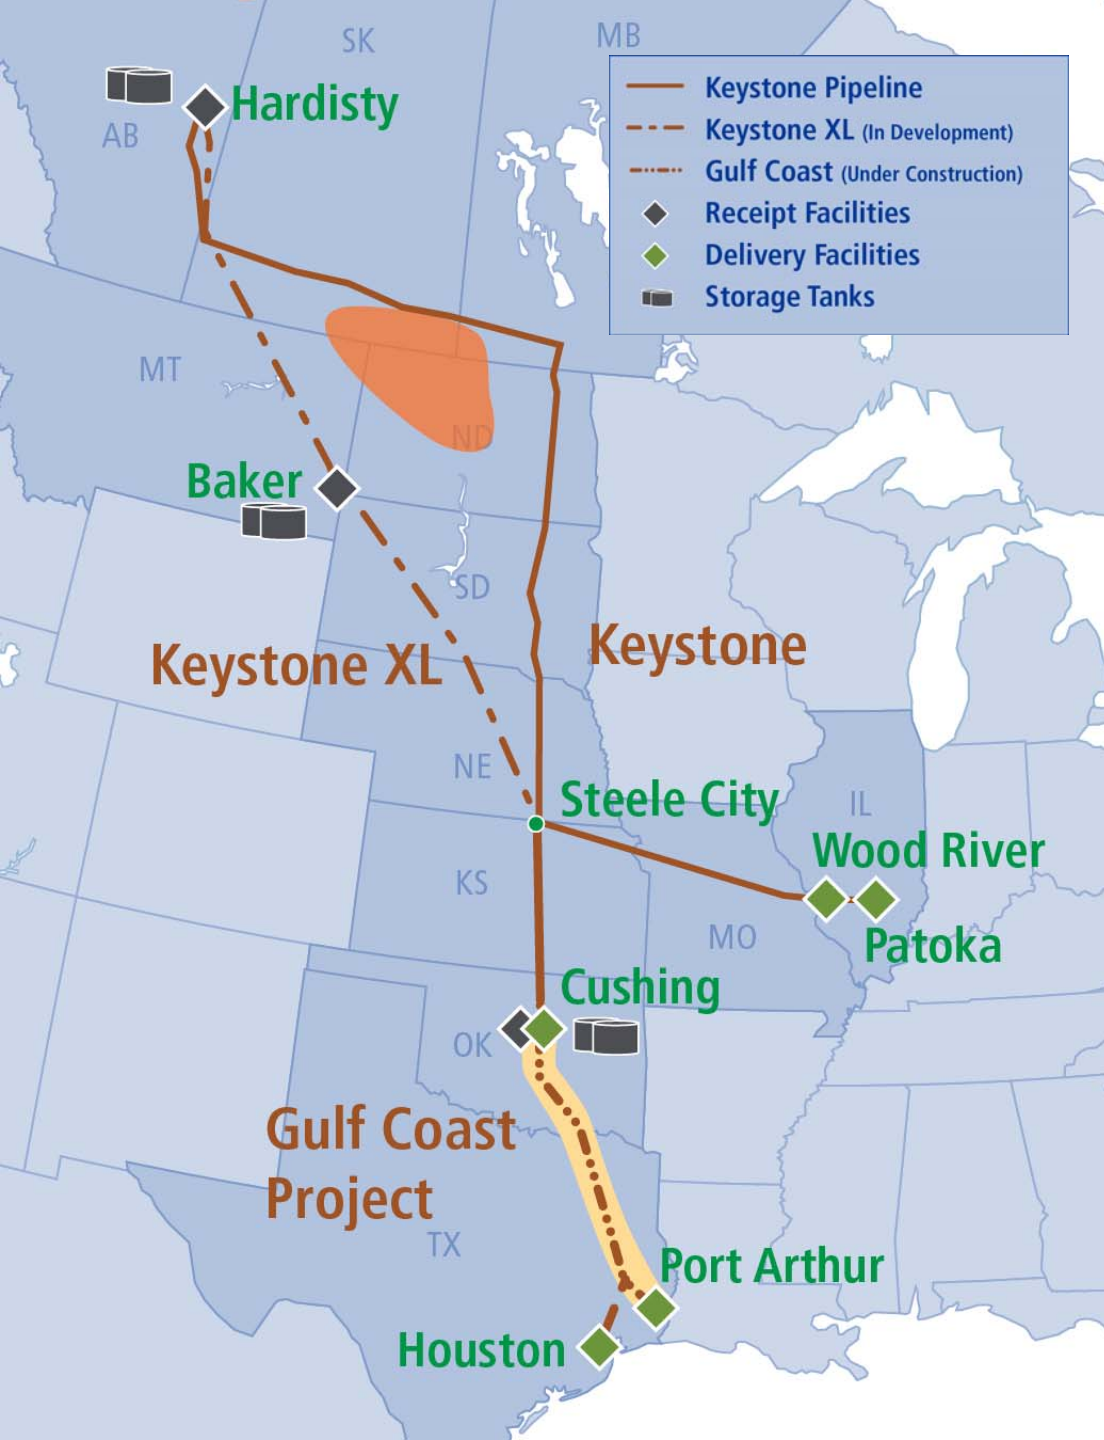 SK
MB
Keystone Pipeline
Keystone XL (In Development)
Gulf Coast (Under Construction)
Receipt Facilities
Delivery Facilities
Storage Tanks
Hardisty
AB
MT
ND
Baker
SD
Keystone XL
Keystone
NE
Steele City
IL
Wood River
KS
MO
Patoka
Cushing
OK
Gulf Coast
Project
TX
Port Arthur
Houston